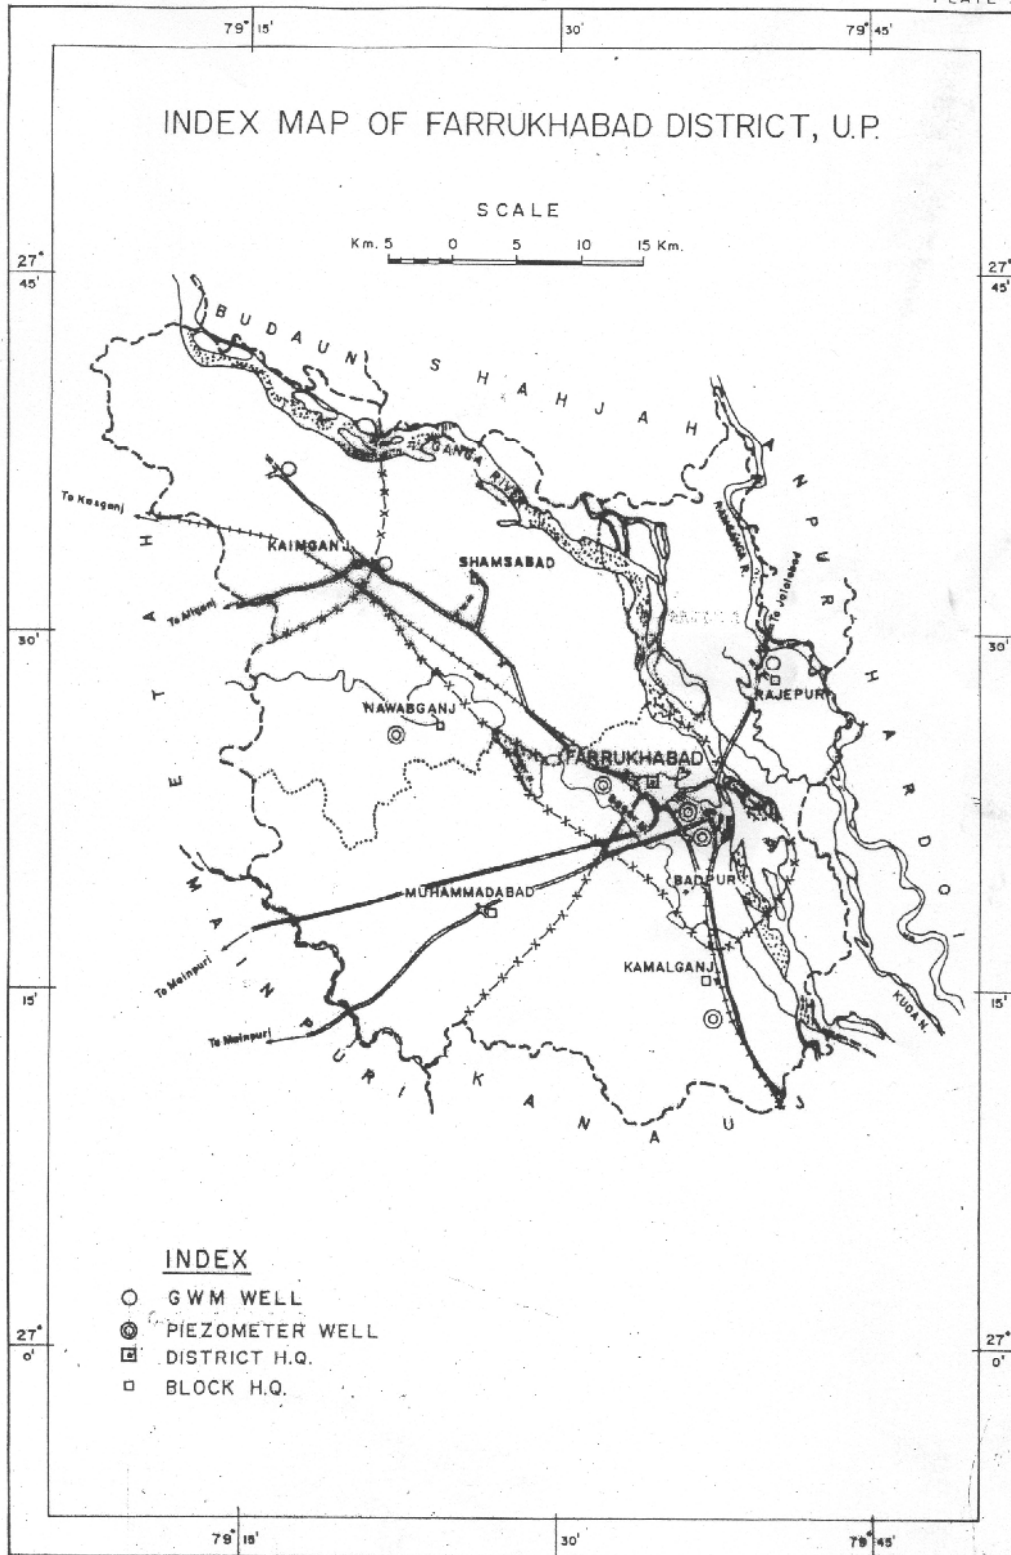 PLATE
79° 15'
30'
79° 45'
INDEX MAP OF FARRUKHABAD DISTRICT, U.P.
SCALE
Km. 5 0 5 10 15 Km.
27° 45'
27° 45'
BUDAUN
SHAHJAHANPUR
GANGA RIVER
RAMGANGA R.
To Kasganj
KAIMGANJ
SHAMSABAD
To Jalalabad
To Aliganj
30'
30'
ETAH
RAJEPUR
NAWABGANJ
HARDOI
FARRUKHABAD
MUHAMMADABAD
BADPUR
MAINPURI
To Mainpuri
KAMALGANJ
15'
15'
KUDA N.
To Mainpuri
KANAUJ
INDEX
GWM WELL
PIEZOMETER WELL
DISTRICT H.Q.
BLOCK H.Q.
27° 0'
27° 0'
79° 15'
30'
79° 45'